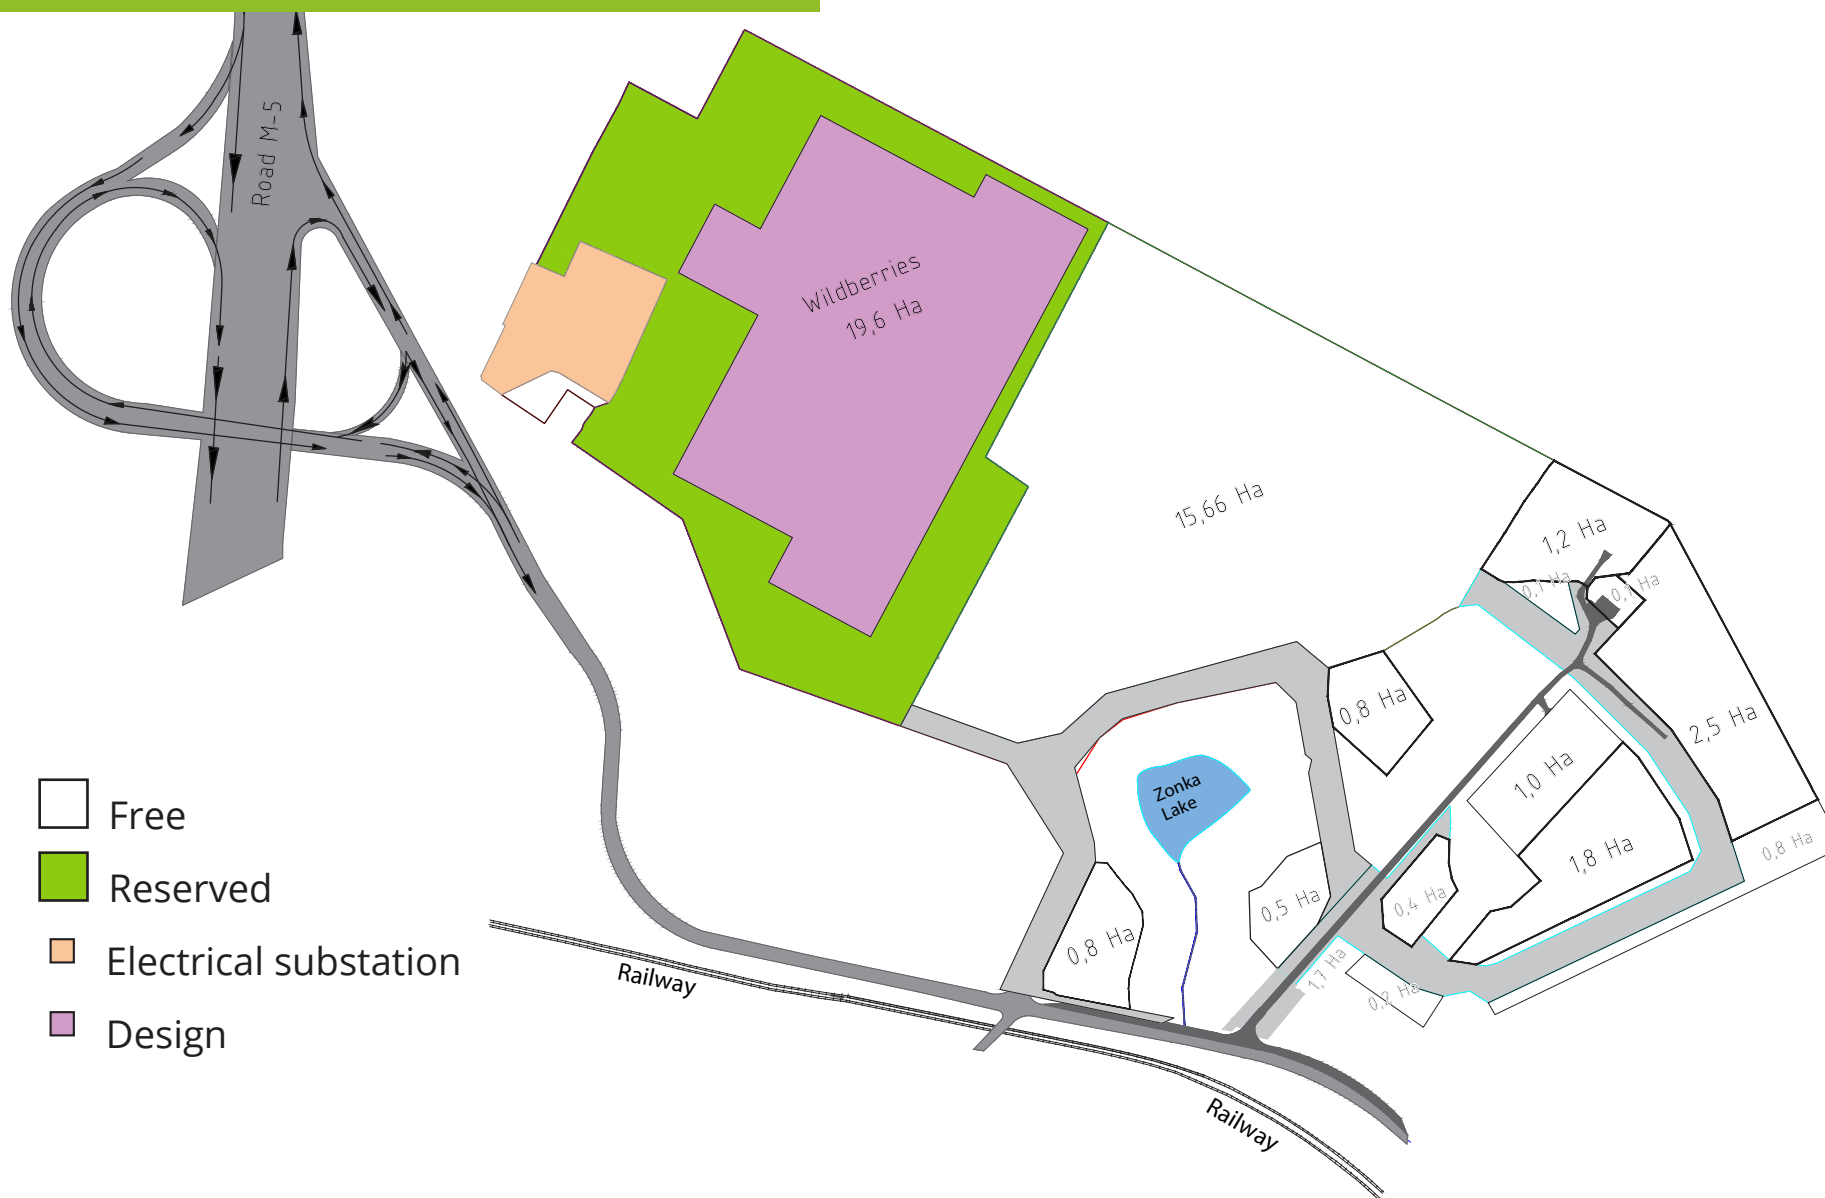 Road M-5
Wildberries
19,6 Ha
15,66 Ha
1,2 Ha
0,1 Ha
0,1 Ha
0,8 Ha
2,5 Ha
1,0 Ha
Zonka
Lake
1,8 Ha
0,8 Ha
0,5 Ha
0,4 Ha
0,8 Ha
1,7 Ha
0,2 Ha
Free
Reserved
Electrical substation
Design
Railway
Railway